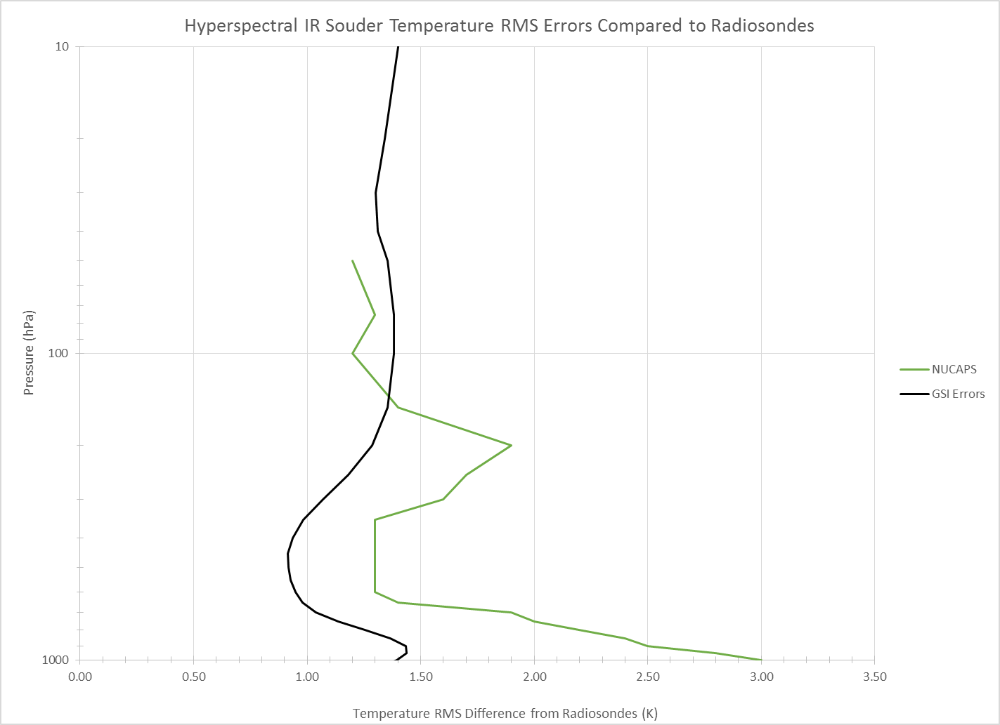 Hyperspectral IR Souder Temperature RMS Errors Compared to Radiosondes
10
100
1000
Pressure (hPa)
0.00 0.50 1.00 1.50 2.00 2.50 3.00 3.50
Temperature RMS Difference from Radiosondes (K)
NUCAPS
GSI Errors